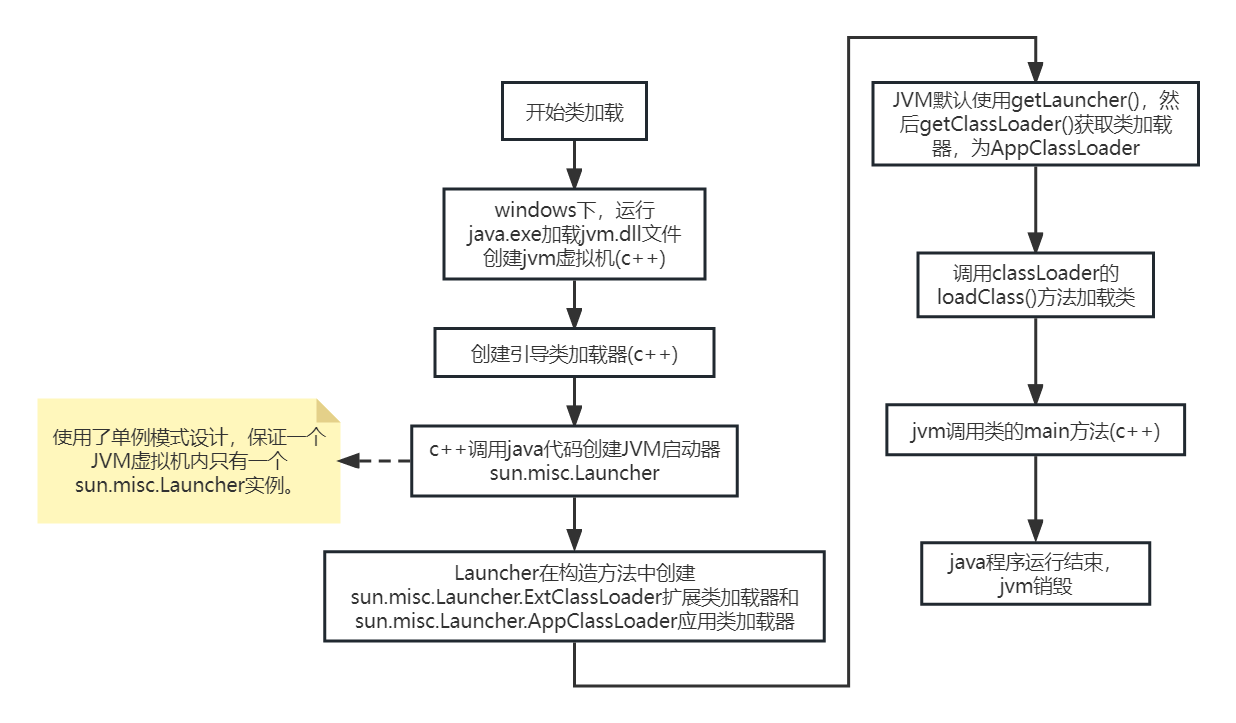 开始类加载
windows下，运行
java.exe加载jvm.dll文件
创建jvm虚拟机(c++)
创建引导类加载器(c++)
c++调用java代码创建JVM启动器
sun.misc.Launcher
使用了单例模式设计，保证一个
JVM虚拟机内只有一个
sun.misc.Launcher实例。
Launcher在构造方法中创建
sun.misc.Launcher.ExtClassLoader扩展类加载器和
sun.misc.Launcher.AppClassLoader应用类加载器
JVM默认使用getLauncher()，然
后getClassLoader()获取类加载
器，为AppClassLoader
调用classLoader的
loadClass()方法加载类
jvm调用类的main方法(c++)
java程序运行结束，
jvm销毁